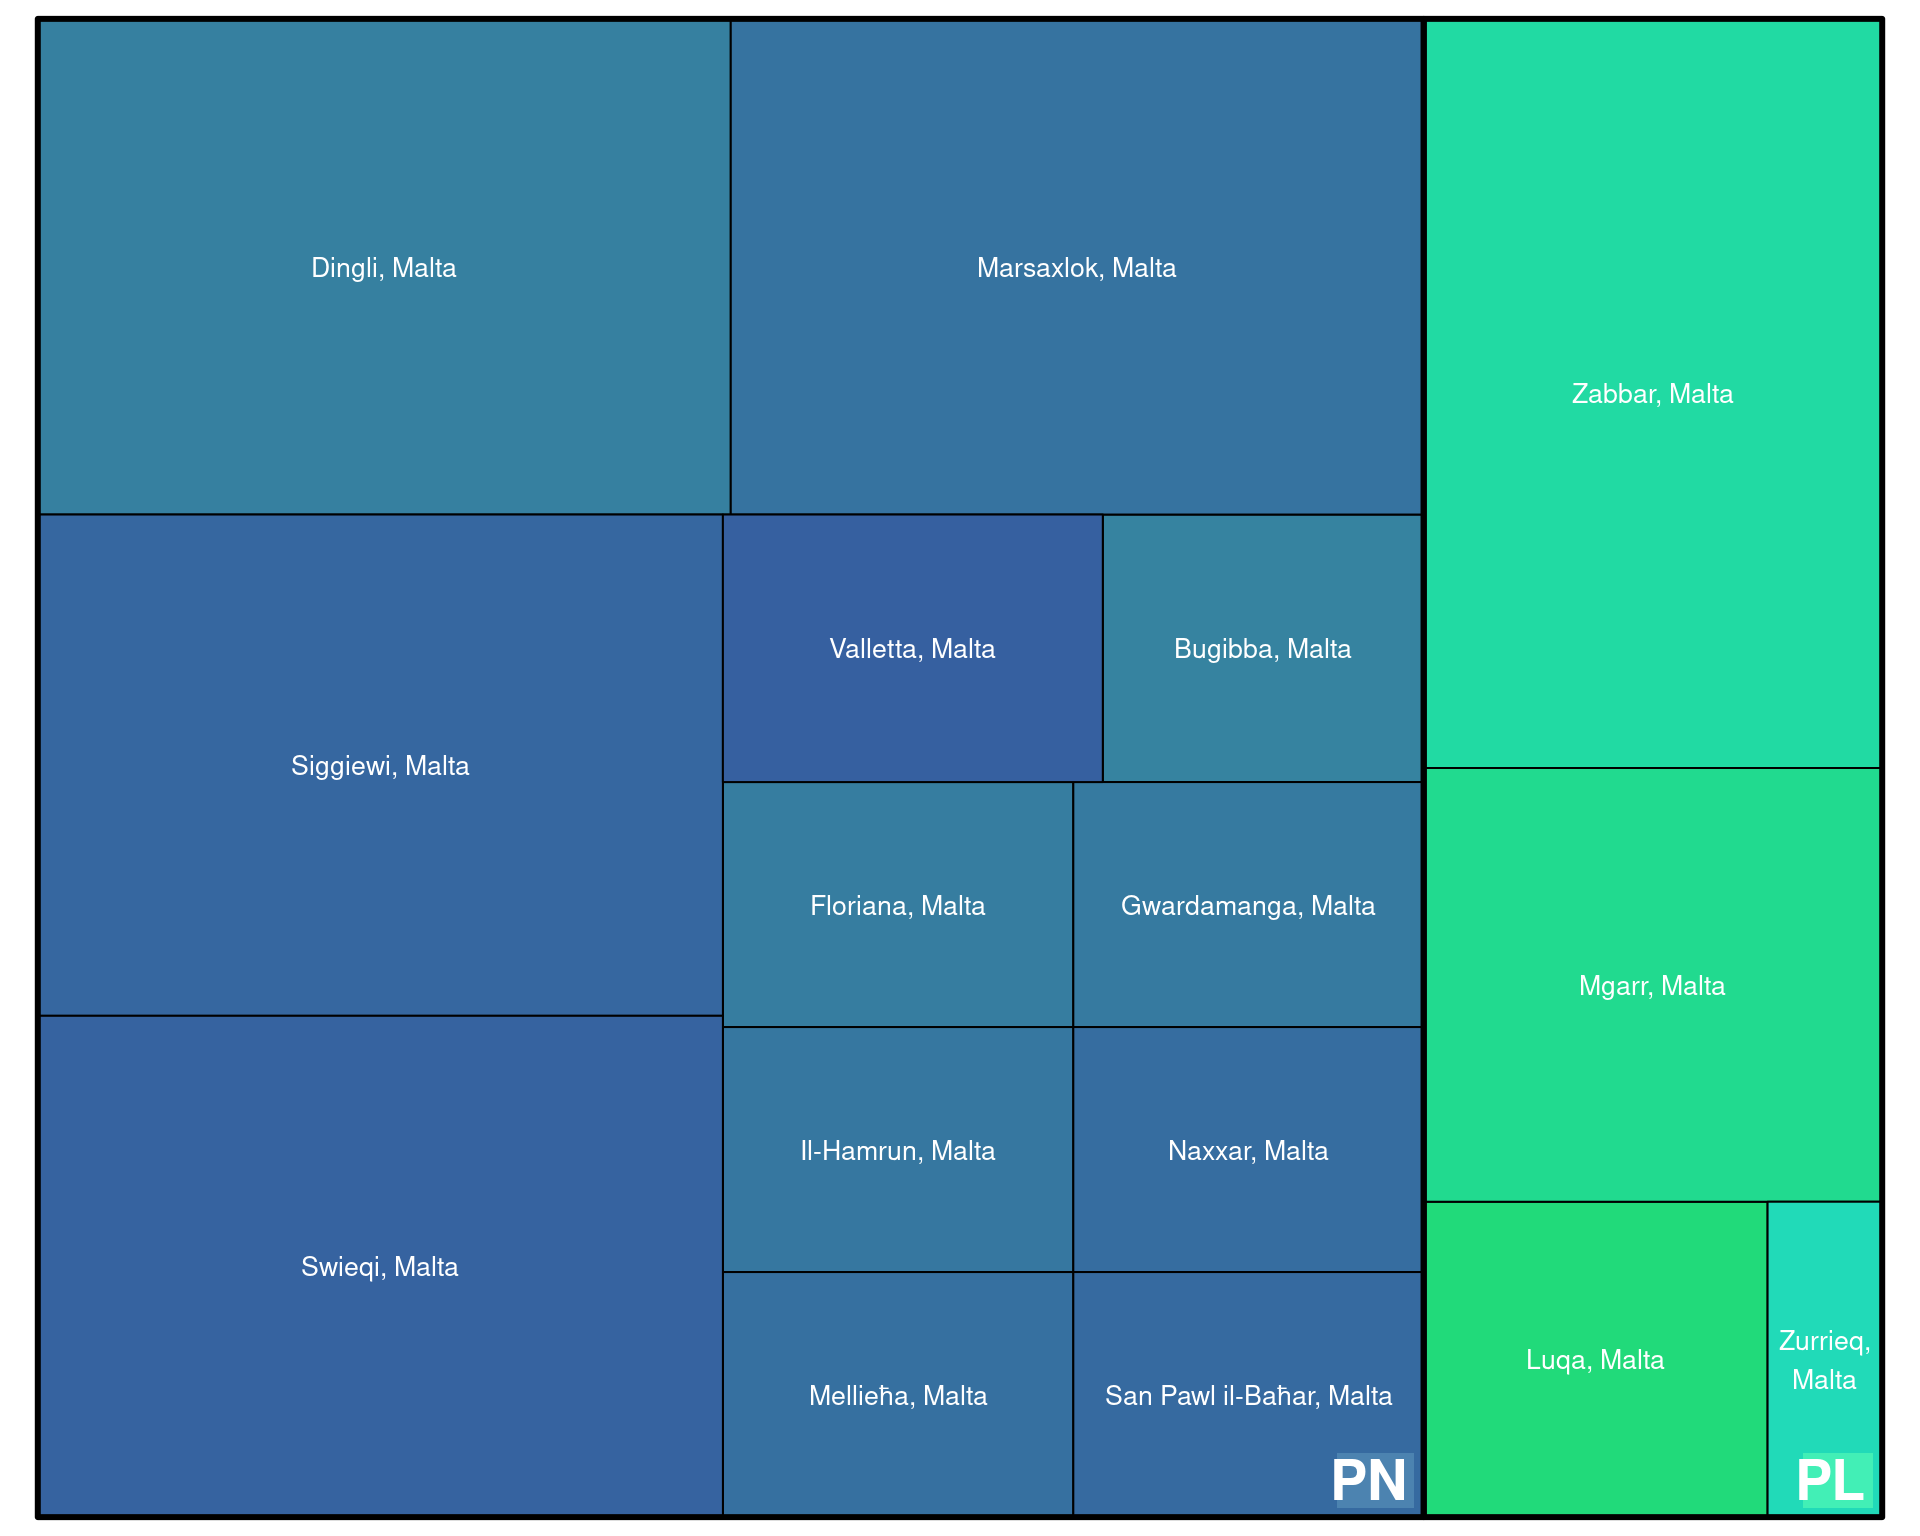 Dingli, Malta
Marsaxlok, Malta
Zabbar, Malta
Siggiewi, Malta
Valletta, Malta
Bugibba, Malta
Floriana, Malta
Gwardamanga, Malta
Mgarr, Malta
Swieqi, Malta
Il-Hamrun, Malta
Naxxar, Malta
Luqa, Malta
Zurrieq,
Malta
Mellieħa, Malta
San Pawl il-Baħar, Malta
PN
PL